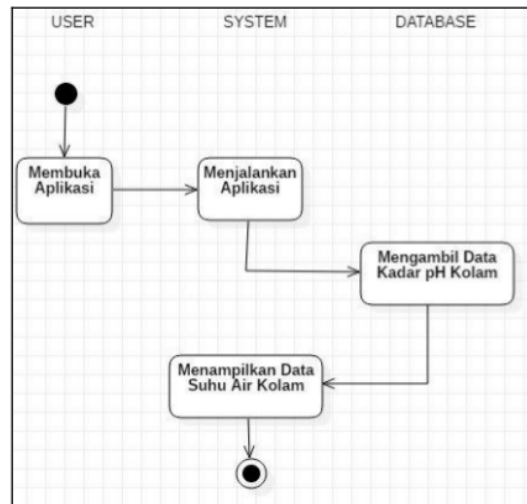 USER
SYSTEM
DATABASE
Membuka
Aplikasi
Menjalankan
Aplikasi
Mengambil Data
Kadar pH Kolam
Menampilkan Data
Suhu Air Kolam